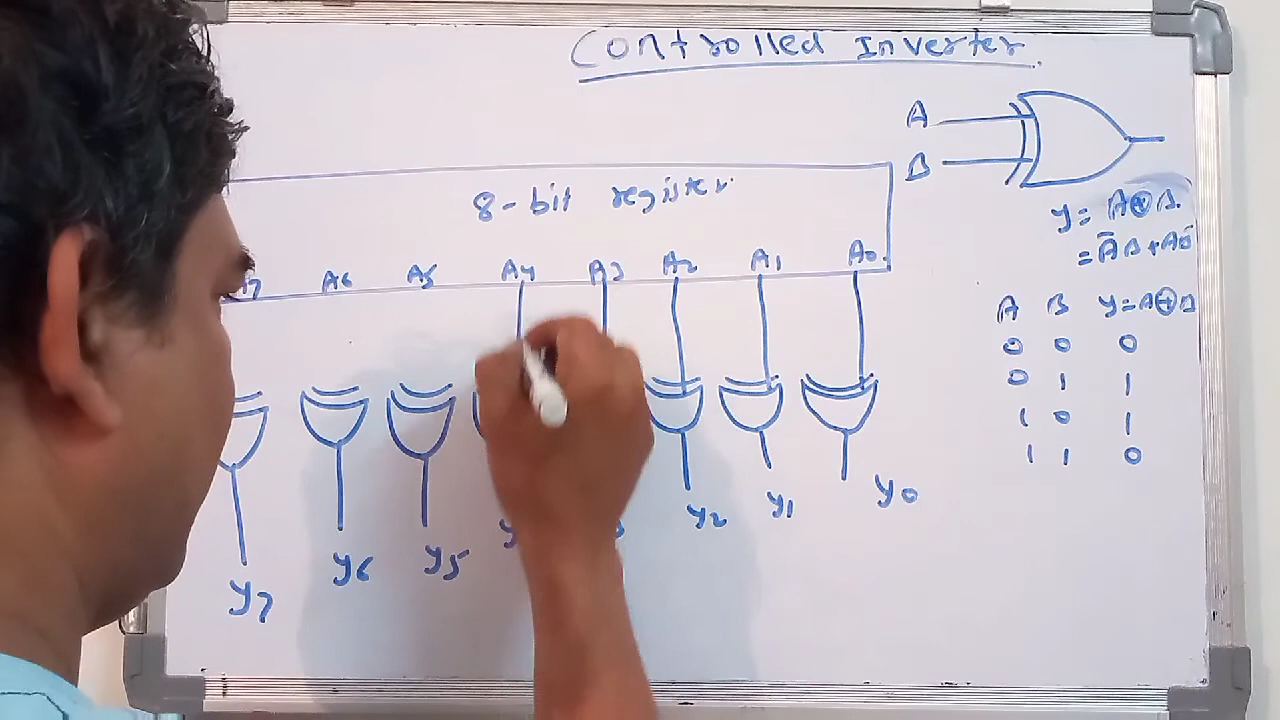 Controlled Inverter
A
B
y = A⊕B.
= A̅B+AB̅
8-bit register
A7 A6 A5 A4 A3 A2 A1 A0
A B y=A⊕B
0 0 0
0 1 1
1 0 1
1 1 0
y7 y6 y5 y2 y1 y0